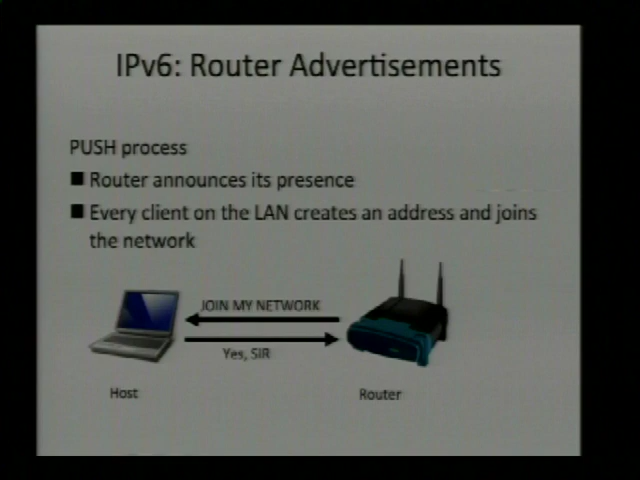 IPv6: Router Advertisements
PUSH process
Router announces its presence
Every client on the LAN creates an address and joins
the network
JOIN MY NETWORK
Yes, SIR
Host
Router